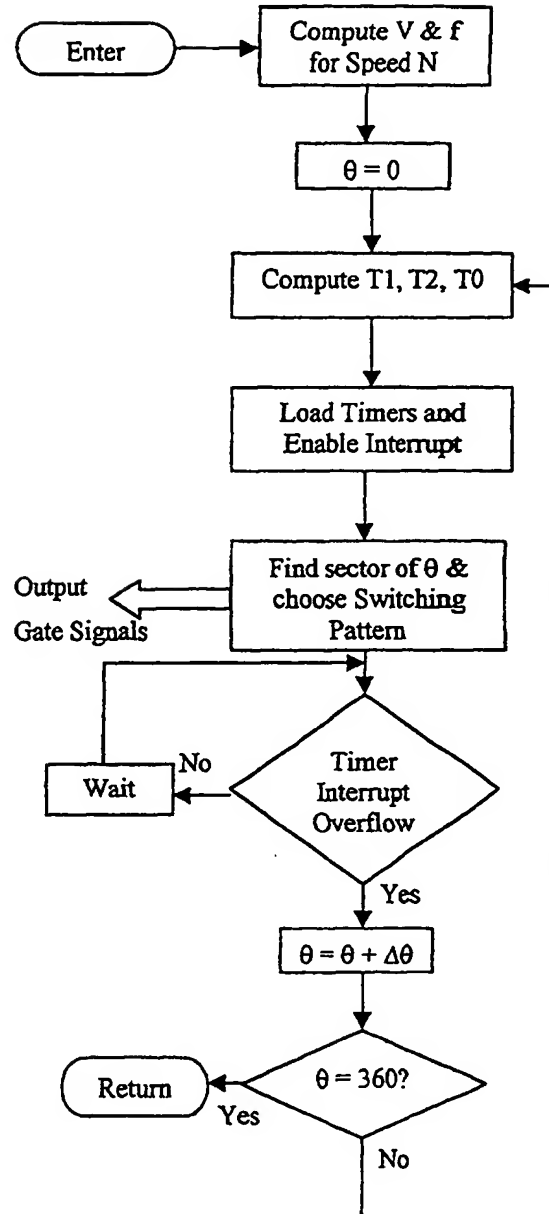 Enter
Compute V & f
for Speed N
θ = 0
Compute T1, T2, T0
Load Timers and
Enable Interrupt
Find sector of θ &
choose Switching
Pattern
Output
Gate Signals
Timer
Interrupt
Overflow
No
Wait
Yes
θ = θ + Δθ
θ = 360?
Return
Yes
No